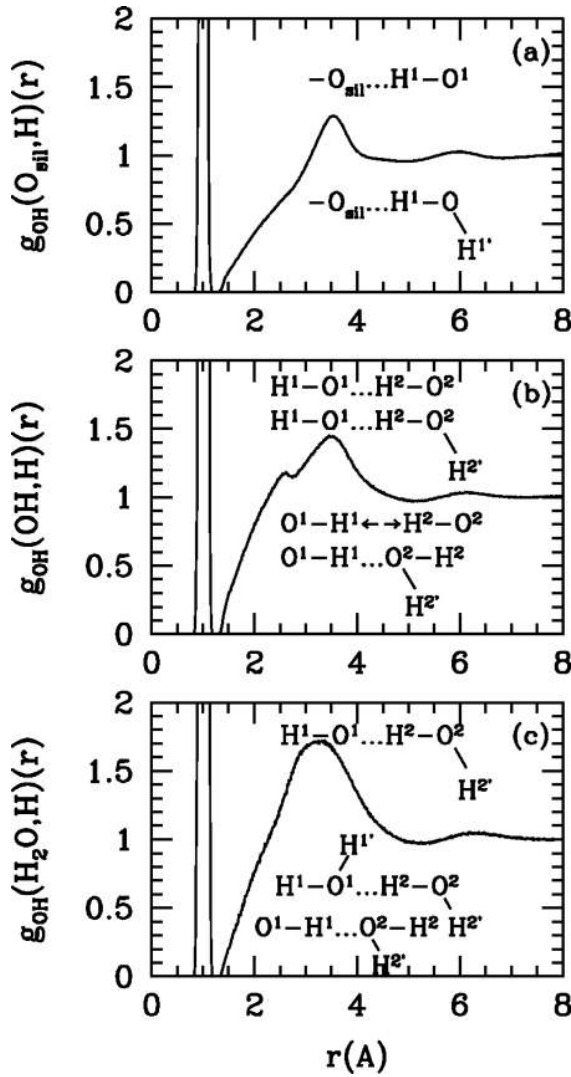 (a)
g_OH(O_sil,H)(r)
2
1.5
1
0.5
0
-O_sil...H¹-O¹
-O_sil...H¹-O
H¹'
0 2 4 6 8
(b)
g_OH(OH,H)(r)
2
1.5
1
0.5
0
H¹-O¹...H²-O²
H¹-O¹...H²-O²
H²'
O¹-H¹←→H²-O²
O¹-H¹...O²-H²
H²'
0 2 4 6 8
(c)
g_OH(H₂O,H)(r)
2
1.5
1
0.5
0
H¹-O¹...H²-O²
H²'
H¹'
H¹-O¹...H²-O²
O¹-H¹...O²-H² H²'
H²'
0 2 4 6 8
r(A)